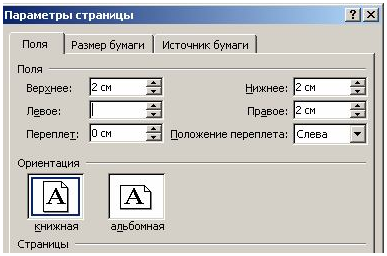 Параметры страницы
Поля Размер бумаги Источник бумаги
Поля
Верхнее: 2 см Нижнее: 2 см
Левое: Правое: 2 см
Переплет: 0 см Положение переплета: Слева
Ориентация
A A
книжная альбомная
Страницы